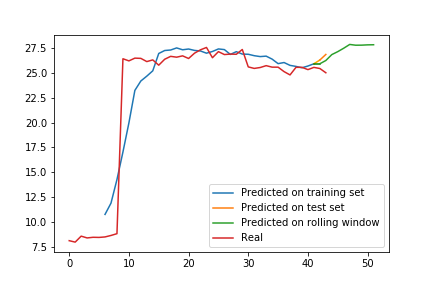 27.5
25.0
22.5
20.0
17.5
15.0
12.5
10.0
7.5
Predicted on training set
Predicted on test set
Predicted on rolling window
Real
0 10 20 30 40 50